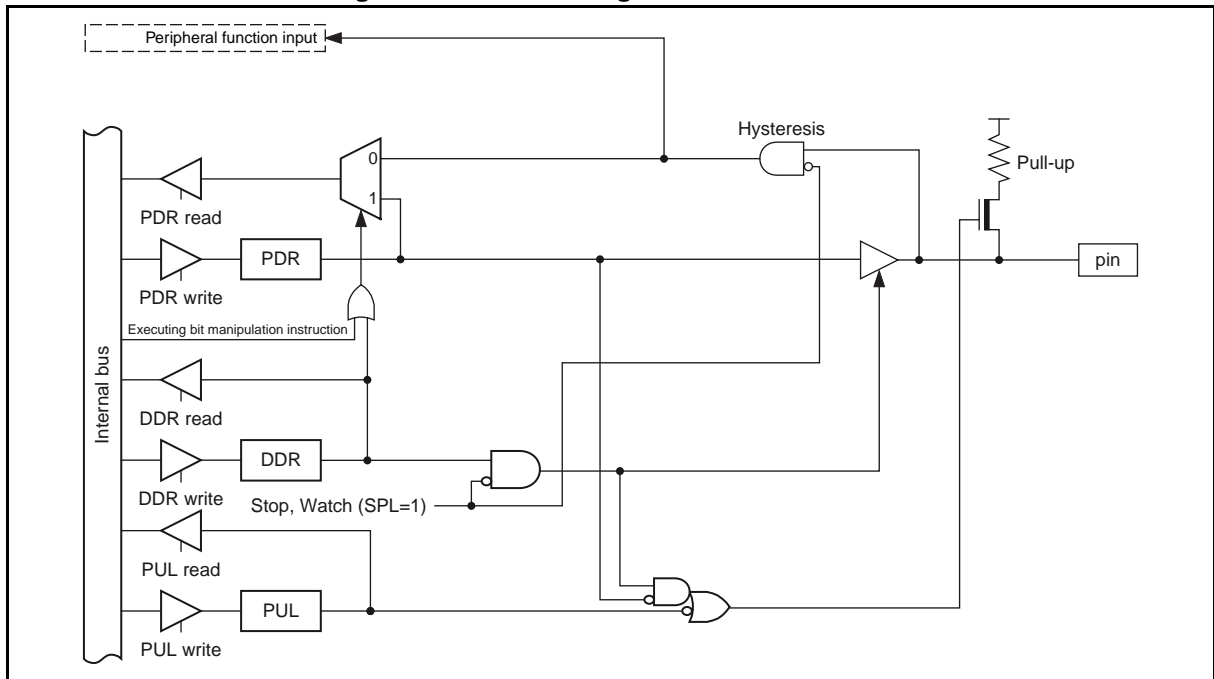 Peripheral function input
Hysteresis
0
Pull-up
1
PDR read
PDR
pin
PDR write
Executing bit manipulation instruction
Internal bus
DDR read
DDR
DDR write
Stop, Watch (SPL=1)
PUL read
PUL
PUL write